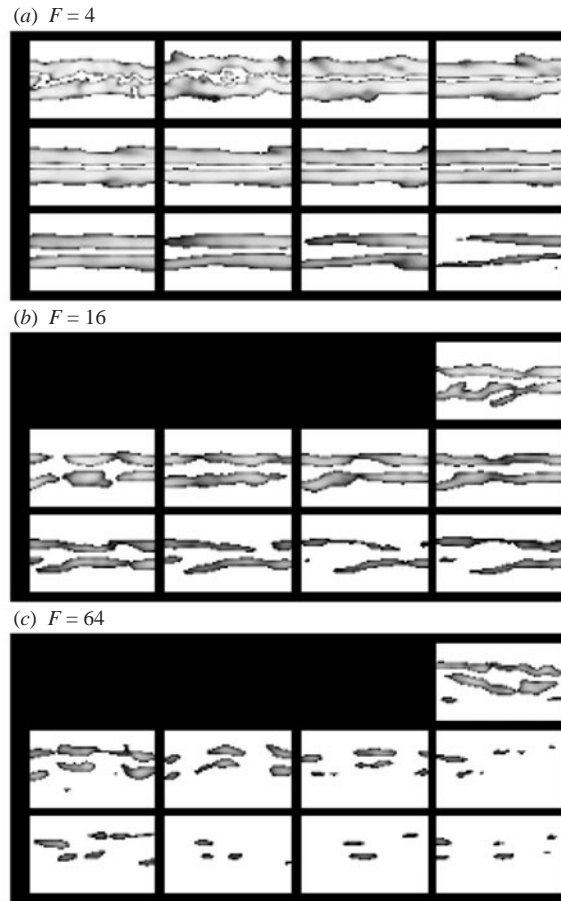 (a) F = 4
(b) F = 16
(c) F = 64